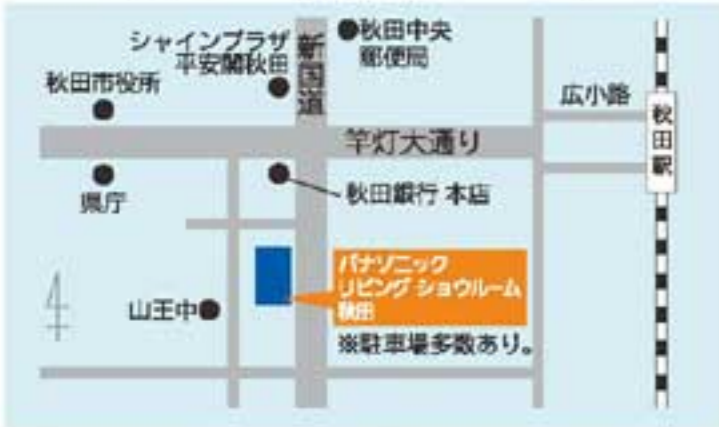 シャインプラザ
平安閣秋田
新国道
秋田中央
郵便局
秋田市役所
広小路
秋田駅
竿灯大通り
県庁
秋田銀行 本店
パナソニック
リビング ショウルーム
秋田
山王中
※駐車場多数あり。